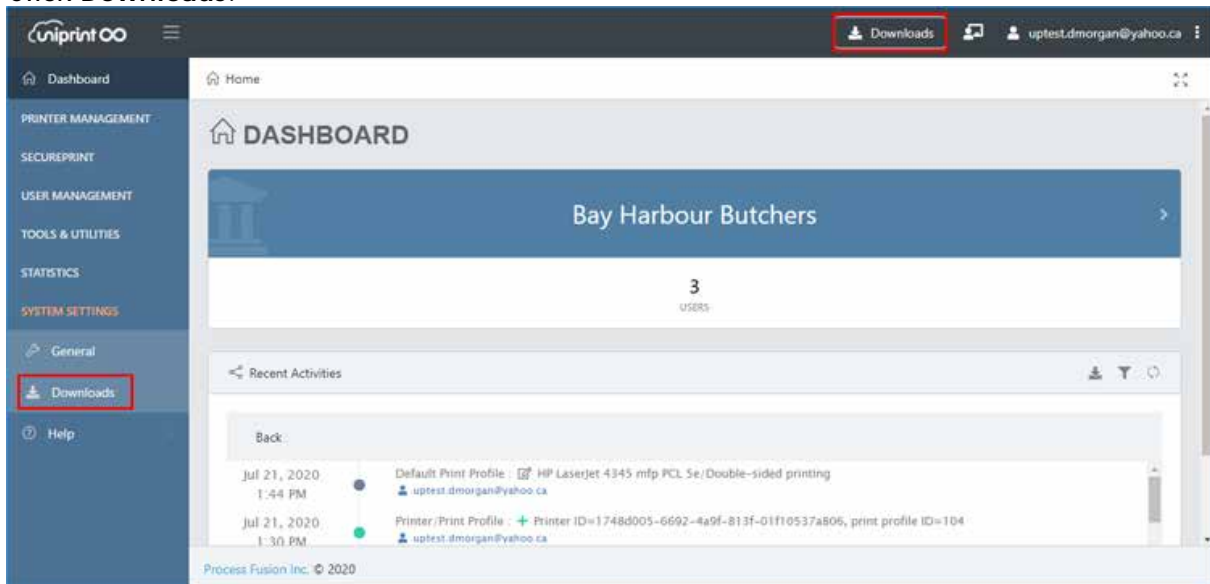 Click Downloads.
uniprint
Downloads
uptest.dmorgan@yahoo.ca
Dashboard
Home
PRINTER MANAGEMENT
DASHBOARD
SECUREPRINT
USER MANAGEMENT
Bay Harbour Butchers
TOOLS & UTILITIES
STATISTICS
3
USERS
SYSTEM SETTINGS
General
Recent Activities
Downloads
Help
Back
Jul 21, 2020
1:44 PM
Default Print Profile : HP LaserJet 4345 mfp PCL 5e/Double-sided printing
uptest.dmorgan@yahoo.ca
Jul 21, 2020
1:30 PM
Printer/Print Profile : + Printer ID=1748d005-6692-4a9f-813f-01f10537a806, print profile ID=104
uptest.dmorgan@yahoo.ca
Process Fusion Inc. © 2020